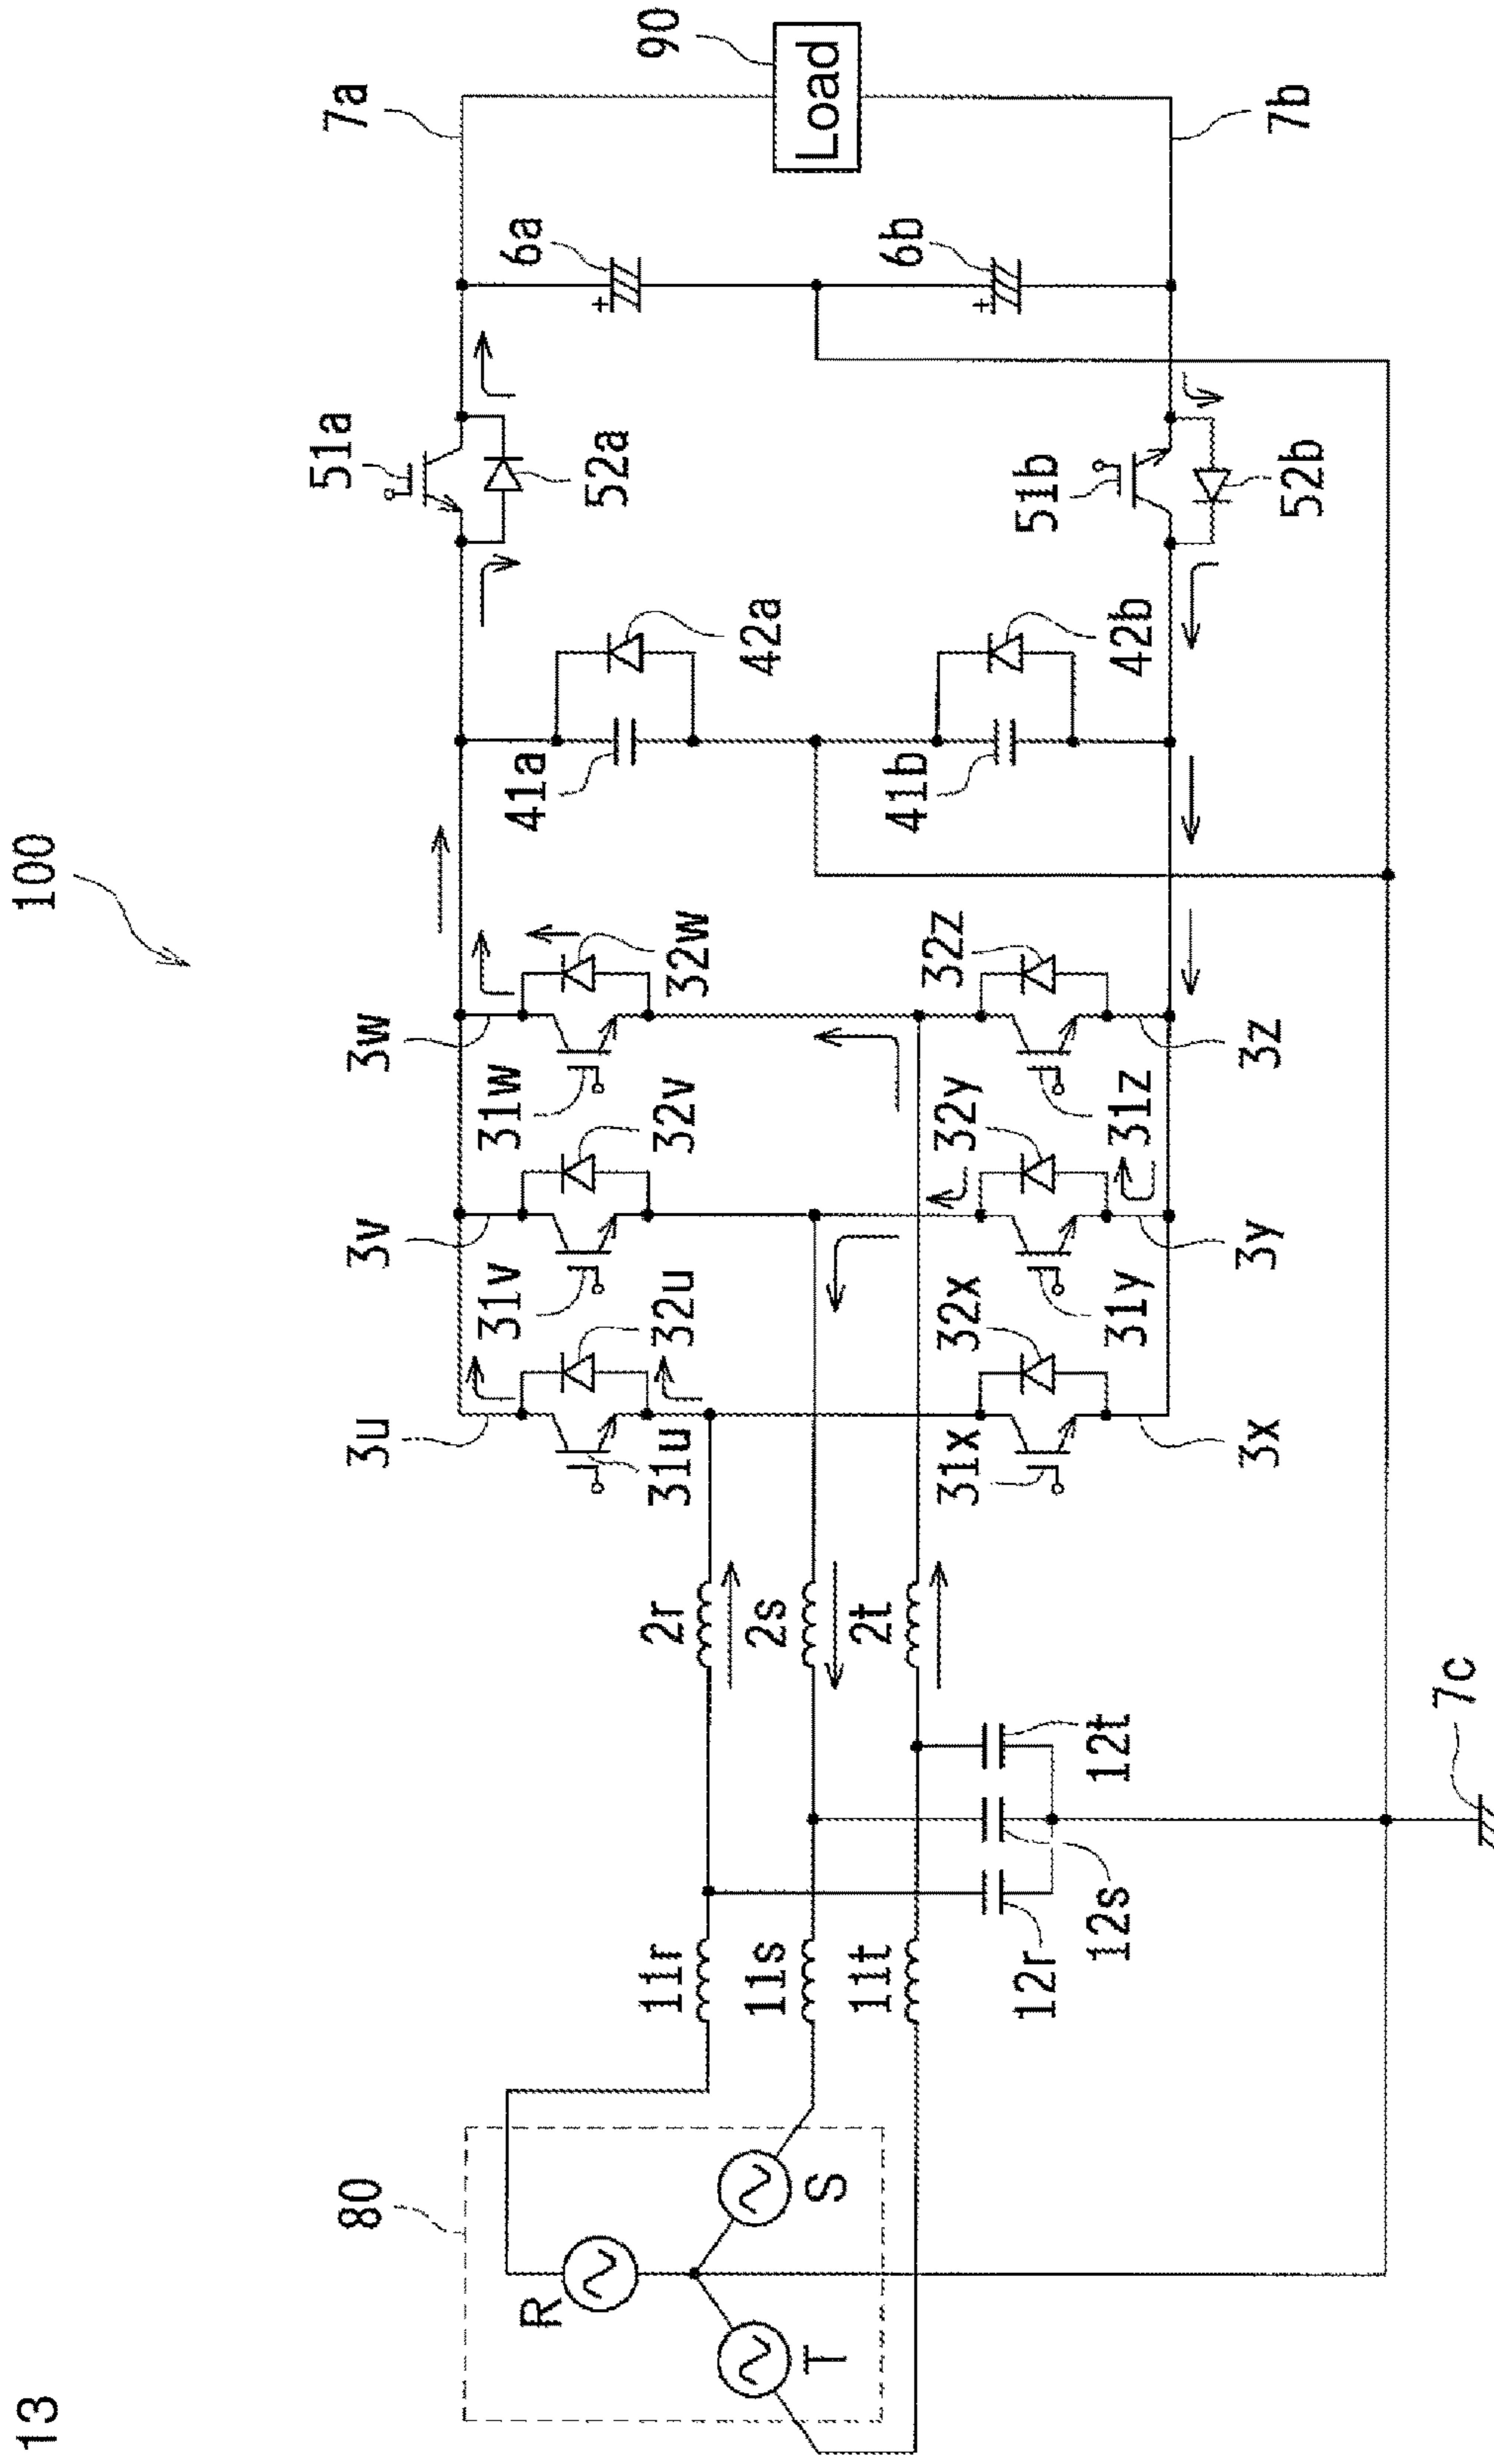 13
100
80
R
S
T
11r
11s
11t
12r
12s
12t
7c
2r
2s
2t
3u
3v
3w
31u
32u
31v
32v
31w
32w
31x
32x
31y
32y
31z
32z
3x
3y
3z
41a
42a
41b
42b
51a
52a
51b
52b
6a
+
6b
+
7a
7b
90
Load